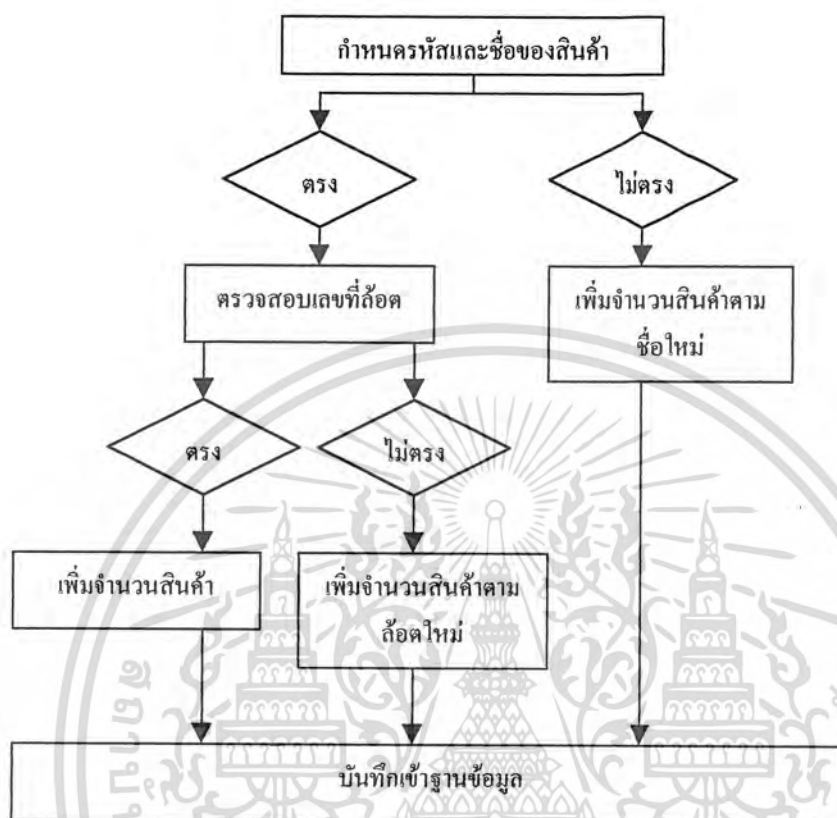 กำหนดรหัสและชื่อของสินค้า
ตรง
ไม่ตรง
ตรวจสอบเลขที่ล้อต
เพิ่มจำนวนสินค้าตาม
ชื่อใหม่
ตรง
ไม่ตรง
เพิ่มจำนวนสินค้า
เพิ่มจำนวนสินค้าตาม
ล้อตใหม่
บันทึกเข้าฐานข้อมูล